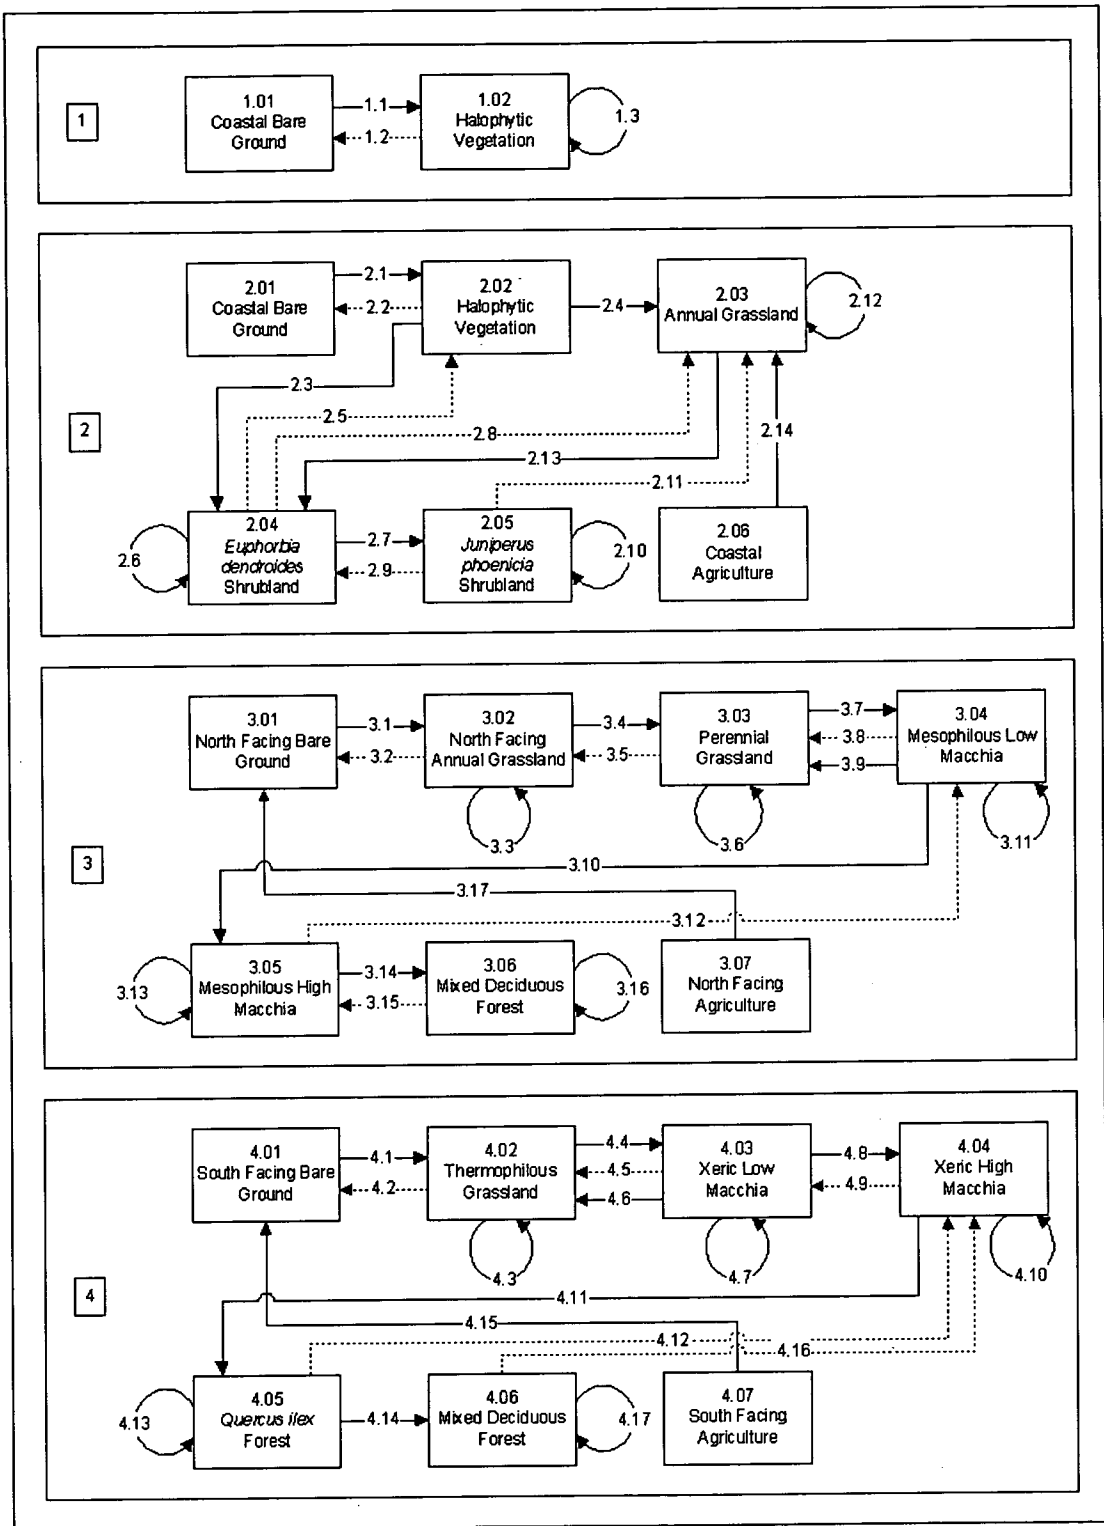 1
1.01
Coastal Bare
Ground
1.1
1.2
1.02
Halophytic
Vegetation
1.3
2
2.01
Coastal Bare
Ground
2.1
2.2
2.02
Halophytic
Vegetation
2.4
2.03
Annual Grassland
2.12
2.3
2.5
2.8
2.13
2.11
2.14
2.6
2.04
Euphorbia
dendroides
Shrubland
2.7
2.9
2.05
Juniperus
phoenicia
Shrubland
2.10
2.06
Coastal
Agriculture
3
3.01
North Facing Bare
Ground
3.1
3.2
3.02
North Facing
Annual Grassland
3.3
3.4
3.5
3.03
Perennial
Grassland
3.6
3.7
3.8
3.9
3.04
Mesophilous Low
Macchia
3.11
3.10
3.17
3.12
3.13
3.05
Mesophilous High
Macchia
3.14
3.15
3.06
Mixed Deciduous
Forest
3.16
3.07
North Facing
Agriculture
4
4.01
South Facing Bare
Ground
4.1
4.2
4.02
Thermophilous
Grassland
4.3
4.4
4.5
4.6
4.03
Xeric Low
Macchia
4.7
4.8
4.9
4.04
Xeric High
Macchia
4.10
4.11
4.15
4.12
4.16
4.13
4.05
Quercus ilex
Forest
4.14
4.06
Mixed Deciduous
Forest
4.17
4.07
South Facing
Agriculture